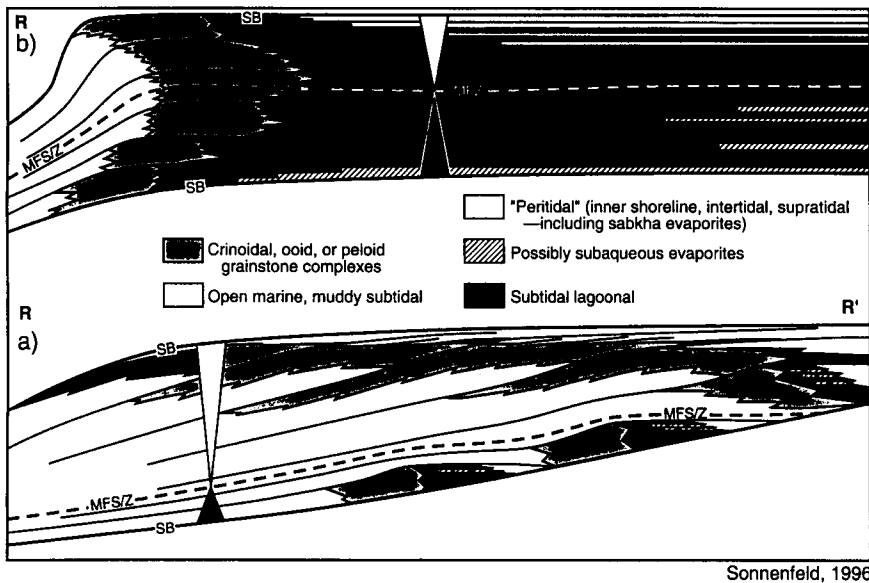 R
SB
b)
MFZ
MFS/Z
SB
"Peritidal" (inner shoreline, intertidal, supratidal
—including sabkha evaporites)
Crinoidal, ooid, or peloid
grainstone complexes
Possibly subaqueous evaporites
Open marine, muddy subtidal
Subtidal lagoonal
R
R'
a)
SB
MFS/Z
MFS/Z
SB
Sonnenfeld, 1996